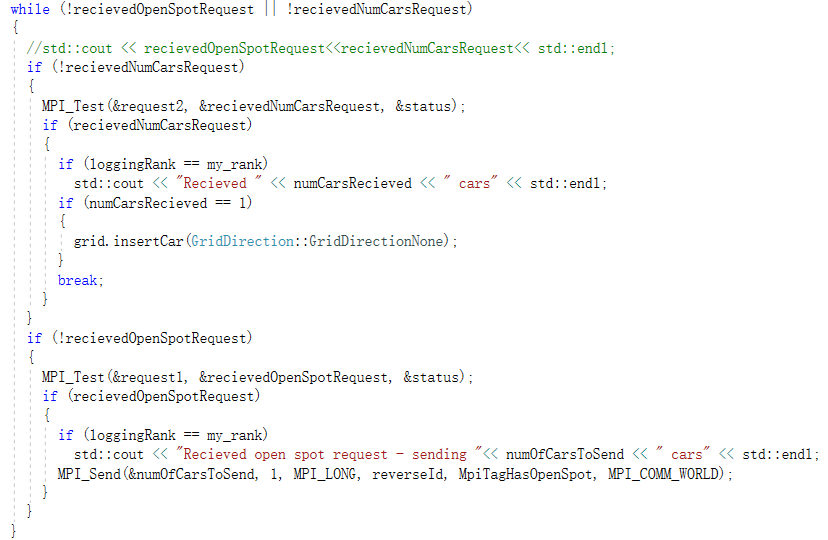 while (!recievedOpenSpotRequest || !recievedNumCarsRequest)
{
//std::cout << recievedOpenSpotRequest<<recievedNumCarsRequest<< std::endl;
if (!recievedNumCarsRequest)
{
MPI_Test(&request2, &recievedNumCarsRequest, &status);
if (recievedNumCarsRequest)
{
if (loggingRank == my_rank)
std::cout << "Recieved " << numCarsRecieved << " cars" << std::endl;
if (numCarsRecieved == 1)
{
grid.insertCar(GridDirection::GridDirectionNone);
}
break;
}
}
if (!recievedOpenSpotRequest)
{
MPI_Test(&request1, &recievedOpenSpotRequest, &status);
if (recievedOpenSpotRequest)
{
if (loggingRank == my_rank)
std::cout << "Recieved open spot request - sending "<< numOfCarsToSend << " cars" << std::endl;
MPI_Send(&numOfCarsToSend, 1, MPI_LONG, reverseId, MpiTagHasOpenSpot, MPI_COMM_WORLD);
}
}
}